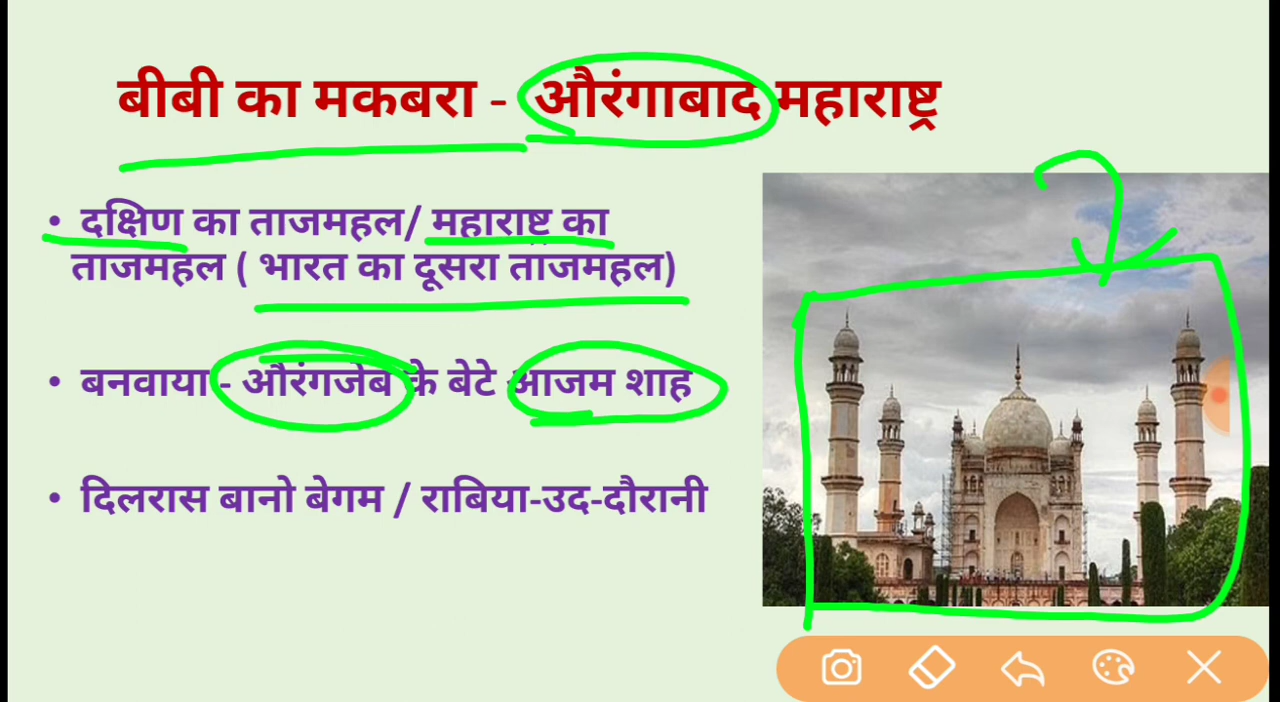 बीबी का मकबरा - औरंगाबाद महाराष्ट्र
• दक्षिण का ताजमहल/ महाराष्ट्र का
ताजमहल ( भारत का दूसरा ताजमहल)
• बनवाया - औरंगजेब के बेटे आजम शाह
• दिलरास बानो बेगम / राबिया-उद-दौरानी